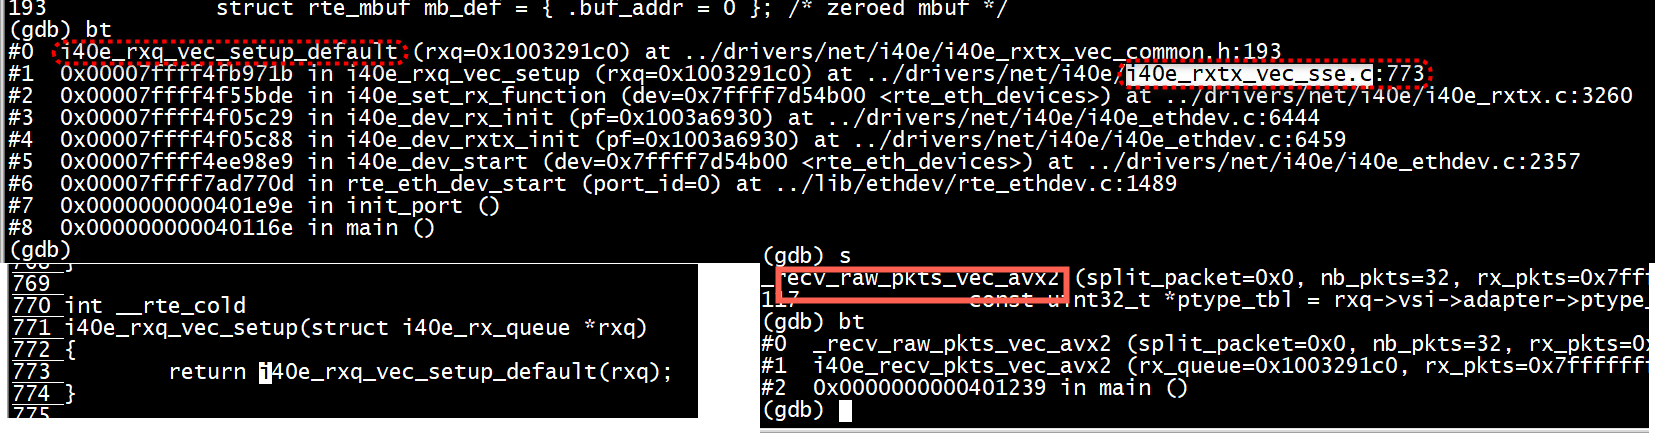 193             struct rte_mbuf mb_def = { .buf_addr = 0 }; /* zeroed mbuf */
(gdb) bt
#0  i40e_rxq_vec_setup_default (rxq=0x1003291c0) at ../drivers/net/i40e/i40e_rxtx_vec_common.h:193
#1  0x00007ffff4fb971b in i40e_rxq_vec_setup (rxq=0x1003291c0) at ../drivers/net/i40e/i40e_rxtx_vec_sse.c:773
#2  0x00007ffff4f55bde in i40e_set_rx_function (dev=0x7ffff7d54b00 <rte_eth_devices>) at ../drivers/net/i40e/i40e_rxtx.c:3260
#3  0x00007ffff4f05c29 in i40e_dev_rx_init (pf=0x1003a6930) at ../drivers/net/i40e/i40e_ethdev.c:6444
#4  0x00007ffff4f05c88 in i40e_dev_rxtx_init (pf=0x1003a6930) at ../drivers/net/i40e/i40e_ethdev.c:6459
#5  0x00007ffff4ee98e9 in i40e_dev_start (dev=0x7ffff7d54b00 <rte_eth_devices>) at ../drivers/net/i40e/i40e_ethdev.c:2357
#6  0x00007ffff7ad770d in rte_eth_dev_start (port_id=0) at ../lib/ethdev/rte_ethdev.c:1489
#7  0x0000000000401e9e in init_port ()
#8  0x000000000040116e in main ()
(gdb)
768 }
769
770 int __rte_cold
771 i40e_rxq_vec_setup(struct i40e_rx_queue *rxq)
772 {
773         return i40e_rxq_vec_setup_default(rxq);
774 }
775
(gdb) s
_recv_raw_pkts_vec_avx2 (split_packet=0x0, nb_pkts=32, rx_pkts=0x7fff
117             const uint32_t *ptype_tbl = rxq->vsi->adapter->ptype_
(gdb) bt
#0  _recv_raw_pkts_vec_avx2 (split_packet=0x0, nb_pkts=32, rx_pkts=0x
#1  i40e_recv_pkts_vec_avx2 (rx_queue=0x1003291c0, rx_pkts=0x7fffffff
#2  0x0000000000401239 in main ()
(gdb)